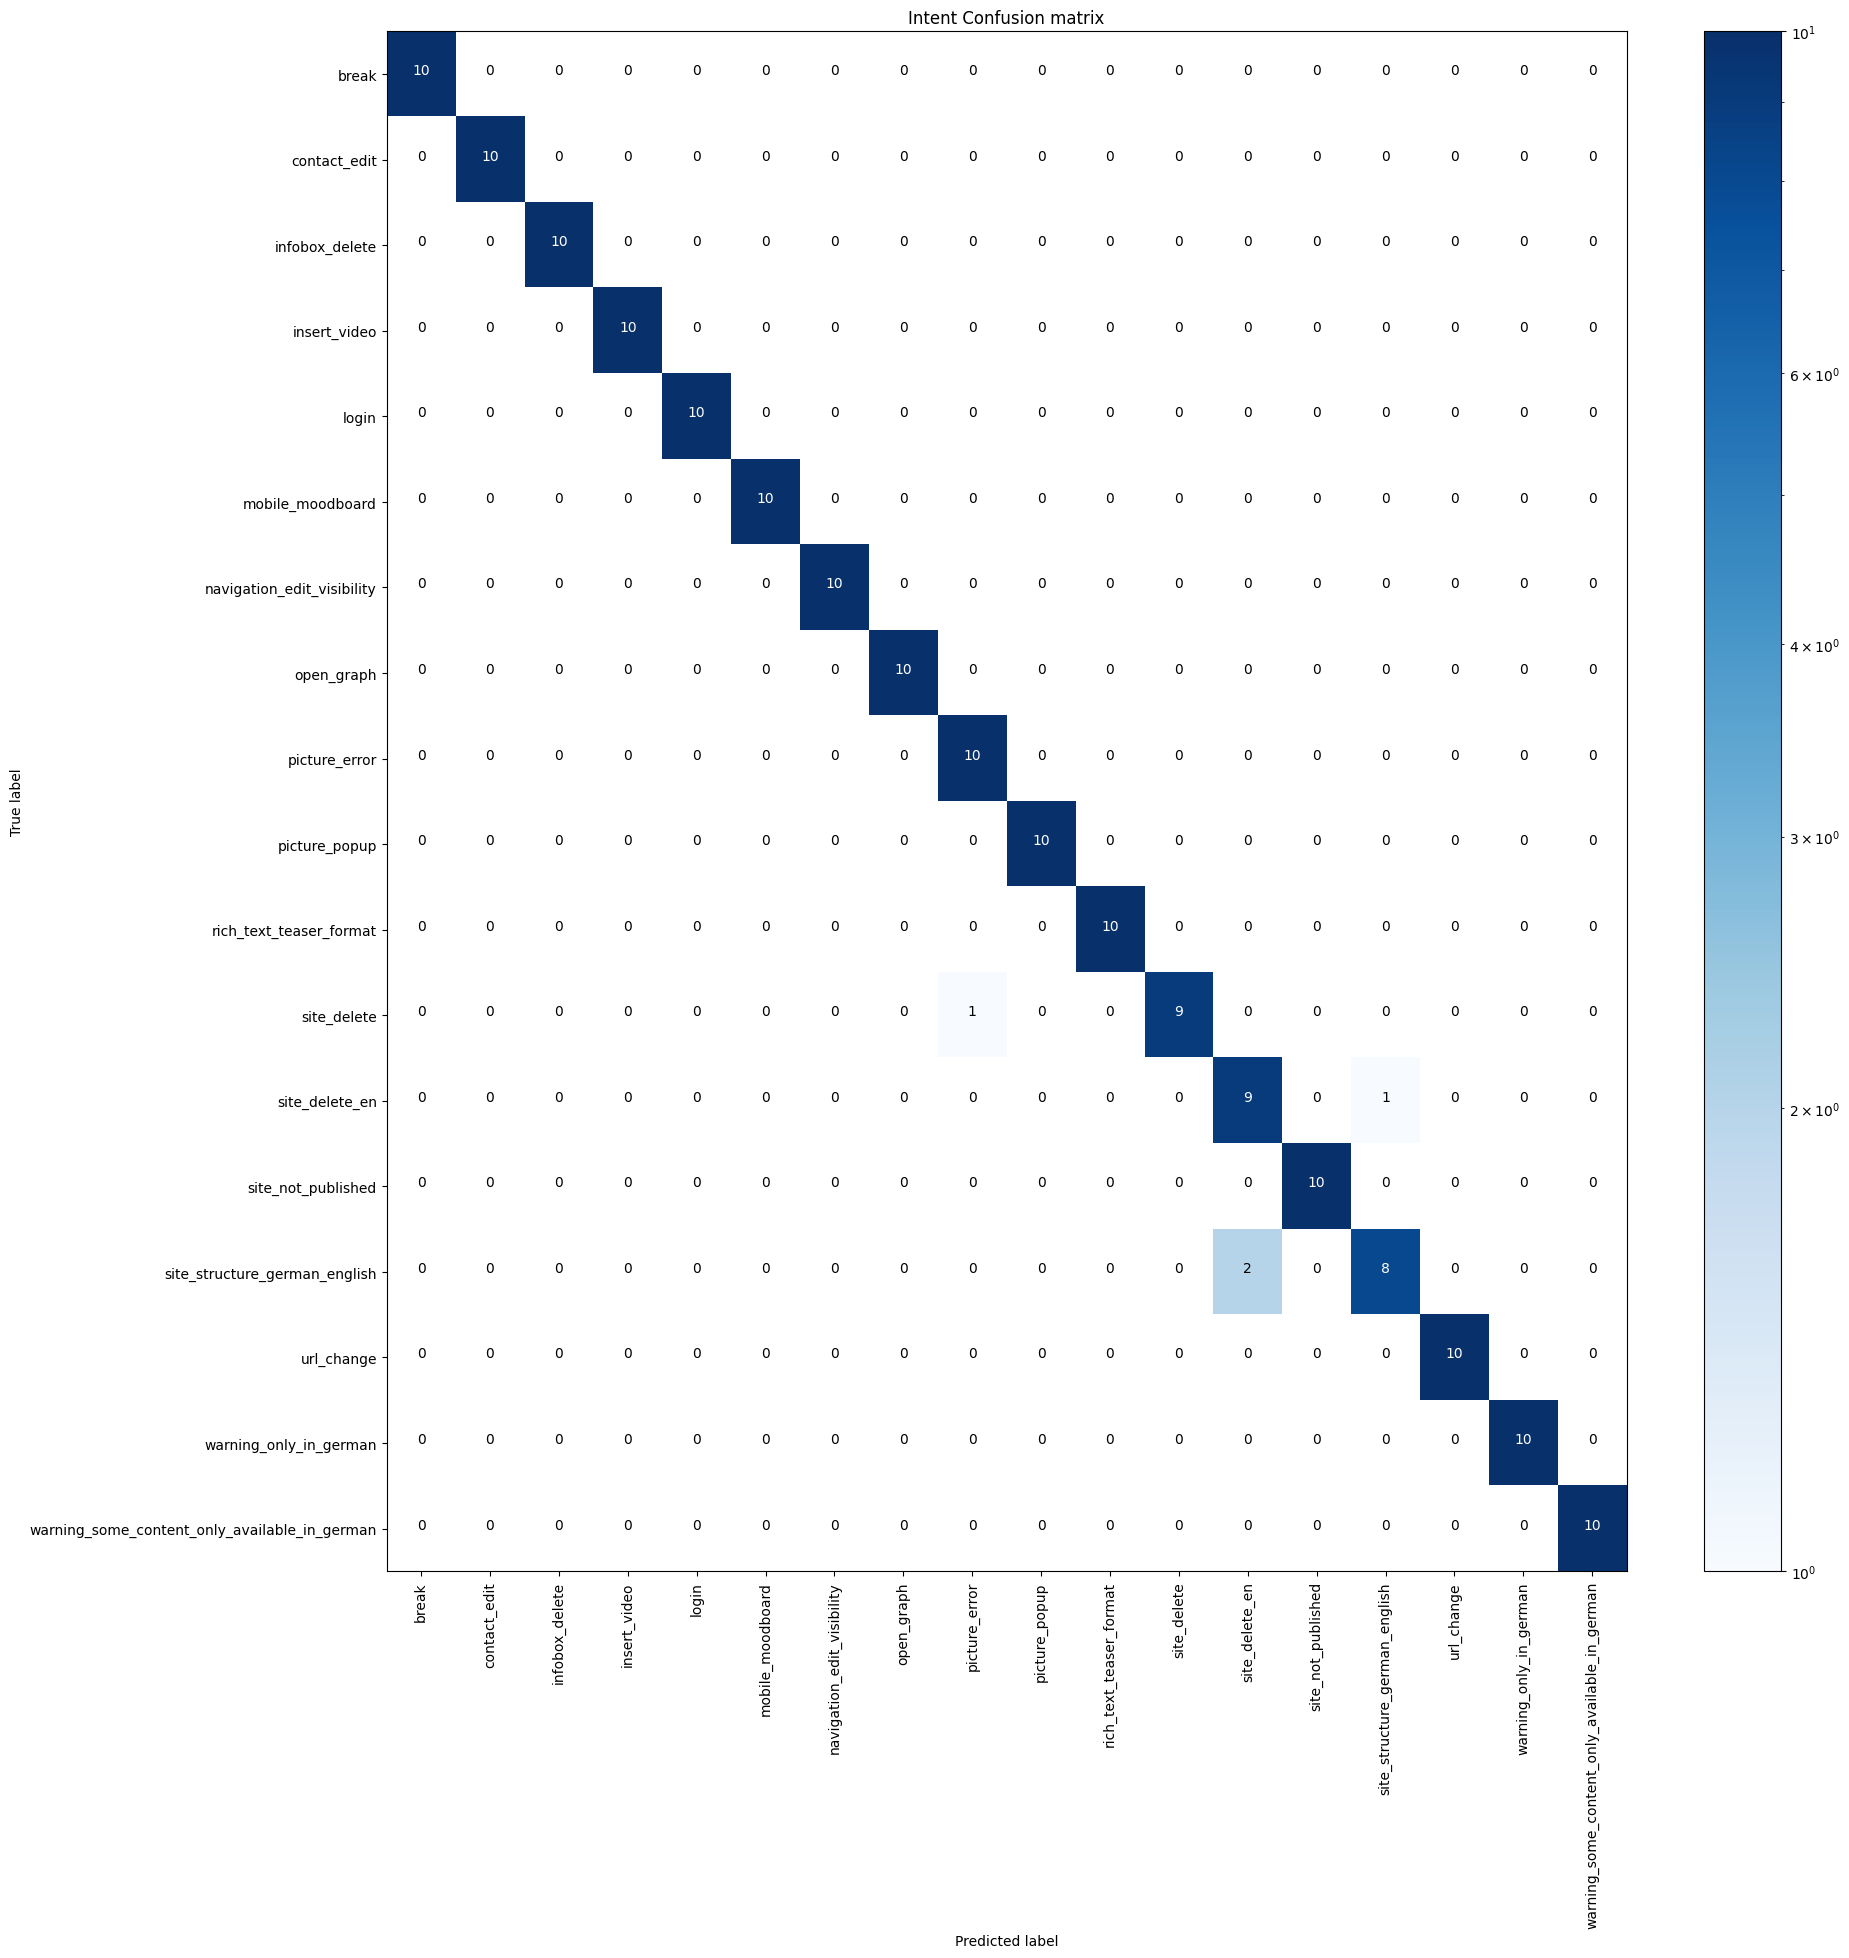 Intent Confusion matrix
break 10 0 0 0 0 0 0 0 0 0 0 0 0 0 0 0 0 0
contact_edit 0 10 0 0 0 0 0 0 0 0 0 0 0 0 0 0 0 0
infobox_delete 0 0 10 0 0 0 0 0 0 0 0 0 0 0 0 0 0 0
insert_video 0 0 0 10 0 0 0 0 0 0 0 0 0 0 0 0 0 0
login 0 0 0 0 10 0 0 0 0 0 0 0 0 0 0 0 0 0
mobile_moodboard 0 0 0 0 0 10 0 0 0 0 0 0 0 0 0 0 0 0
navigation_edit_visibility 0 0 0 0 0 0 10 0 0 0 0 0 0 0 0 0 0 0
open_graph 0 0 0 0 0 0 0 10 0 0 0 0 0 0 0 0 0 0
picture_error 0 0 0 0 0 0 0 0 10 0 0 0 0 0 0 0 0 0
picture_popup 0 0 0 0 0 0 0 0 0 10 0 0 0 0 0 0 0 0
rich_text_teaser_format 0 0 0 0 0 0 0 0 0 0 10 0 0 0 0 0 0 0
site_delete 0 0 0 0 0 0 0 0 1 0 0 9 0 0 0 0 0 0
site_delete_en 0 0 0 0 0 0 0 0 0 0 0 0 9 0 1 0 0 0
site_not_published 0 0 0 0 0 0 0 0 0 0 0 0 0 10 0 0 0 0
site_structure_german_english 0 0 0 0 0 0 0 0 0 0 0 0 2 0 8 0 0 0
url_change 0 0 0 0 0 0 0 0 0 0 0 0 0 0 0 10 0 0
warning_only_in_german 0 0 0 0 0 0 0 0 0 0 0 0 0 0 0 0 10 0
warning_some_content_only_available_in_german 0 0 0 0 0 0 0 0 0 0 0 0 0 0 0 0 0 10
True label
break
contact_edit
infobox_delete
insert_video
login
mobile_moodboard
navigation_edit_visibility
open_graph
picture_error
picture_popup
rich_text_teaser_format
site_delete
site_delete_en
site_not_published
site_structure_german_english
url_change
warning_only_in_german
warning_some_content_only_available_in_german
Predicted label
10¹
6 × 10⁰
4 × 10⁰
3 × 10⁰
2 × 10⁰
10⁰